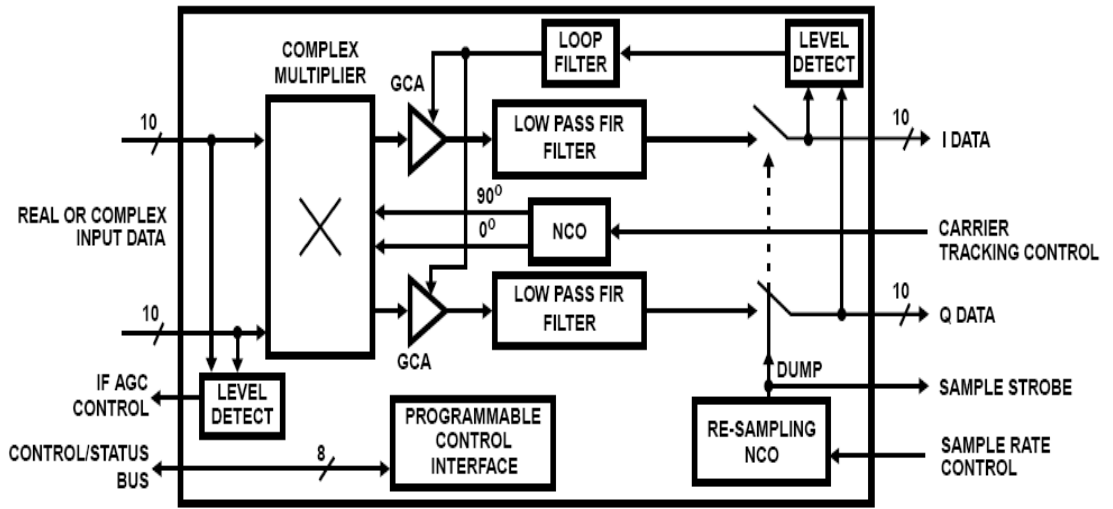 COMPLEX
MULTIPLIER
GCA
LOOP
FILTER
LEVEL
DETECT
10
LOW PASS FIR
FILTER
10
I DATA
REAL OR COMPLEX
INPUT DATA
90O
0O
NCO
CARRIER
TRACKING CONTROL
10
LOW PASS FIR
FILTER
10
Q DATA
GCA
IF AGC
CONTROL
LEVEL
DETECT
DUMP
SAMPLE STROBE
CONTROL/STATUS
BUS
8
PROGRAMMABLE
CONTROL
INTERFACE
RE-SAMPLING
NCO
SAMPLE RATE
CONTROL